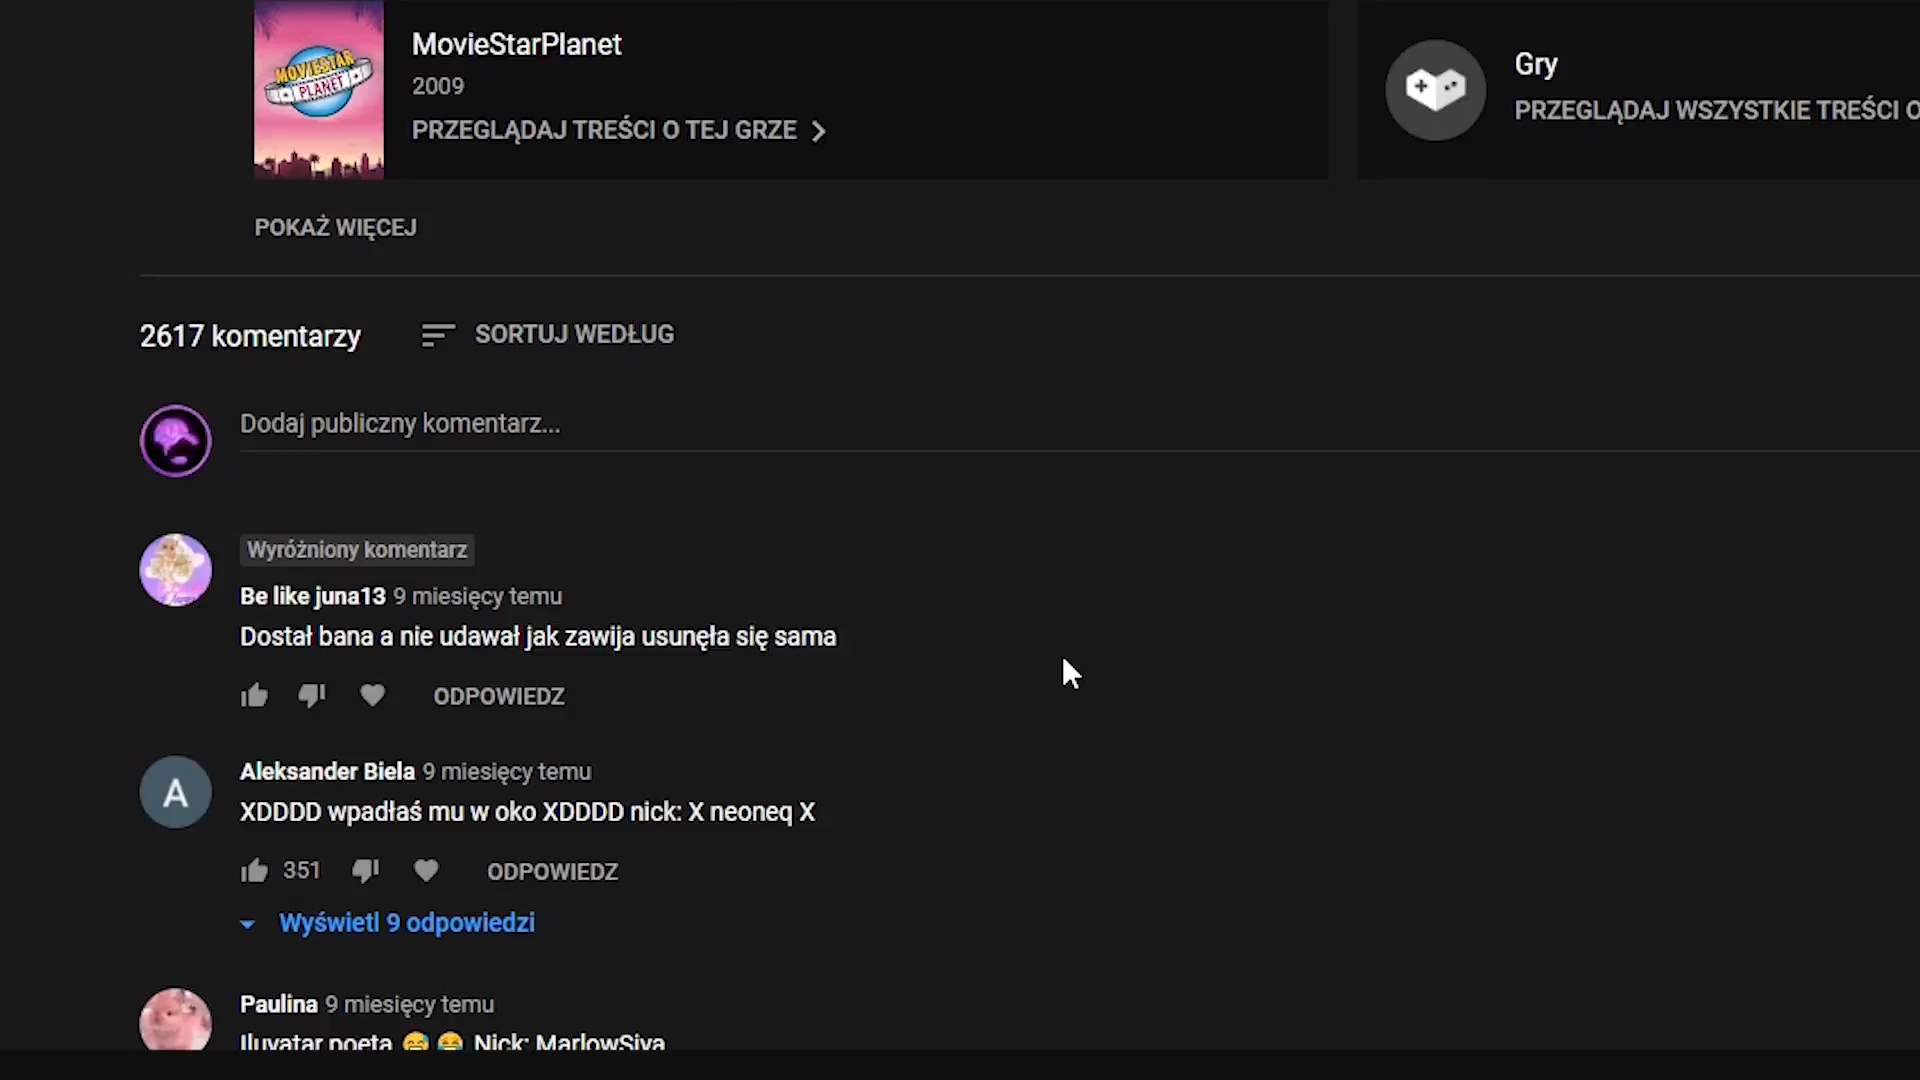 MOVIESTAR
PLANET
MovieStarPlanet
2009
PRZEGLĄDAJ TREŚCI O TEJ GRZE
Gry
PRZEGLĄDAJ WSZYSTKIE TREŚCI O
POKAŻ WIĘCEJ
2617 komentarzy
SORTUJ WEDŁUG
Dodaj publiczny komentarz...
Wyróżniony komentarz
Be like juna13 9 miesięcy temu
Dostał bana a nie udawał jak zawija usunęła się sama
ODPOWIEDZ
A
Aleksander Biela 9 miesięcy temu
XDDDD wpadłaś mu w oko XDDDD nick: X neoneq X
351
ODPOWIEDZ
Wyświetl 9 odpowiedzi
Paulina 9 miesięcy temu
Iluvatar poeta 😅 😂 Nick: MarlowSiva